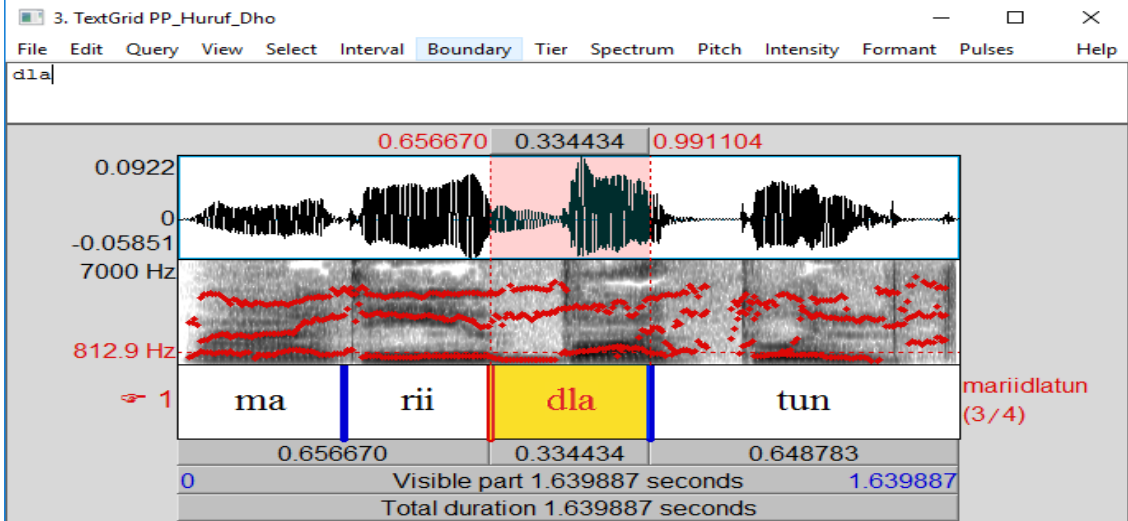 3. TextGrid PP_Huruf_Dho
File Edit Query View Select Interval Boundary Tier Spectrum Pitch Intensity Formant Pulses Help
dla
0.656670 0.334434 0.991104
0.0922
0
-0.05851
7000 Hz
812.9 Hz
☞ 1 ma rii dla tun mariidlatun
(3/4)
0.656670 0.334434 0.648783
0 Visible part 1.639887 seconds 1.639887
Total duration 1.639887 seconds